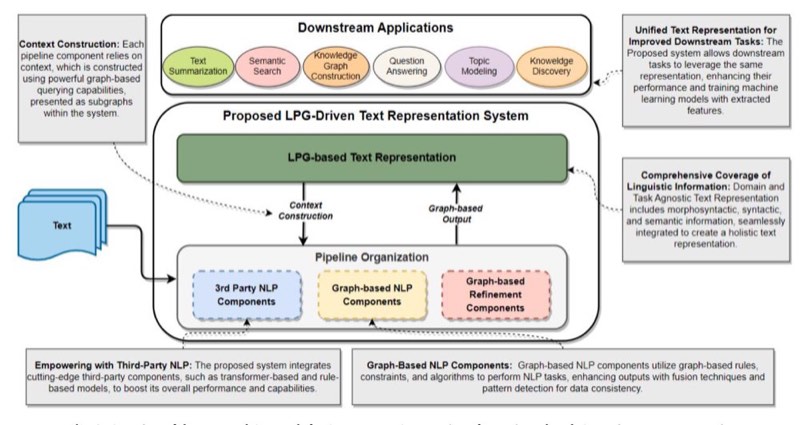 Context Construction: Each
pipeline component relies on
context, which is constructed
using powerful graph-based
querying capabilities,
presented as subgraphs
within the system.
Downstream Applications
Text
Summarization
Semantic
Search
Knowledge
Graph
Construction
Question
Answering
Topic
Modeling
Knoweldge
Discovery
Unified Text Representation for
Improved Downstream Tasks: The
Proposed system allows downstream
tasks to leverage the same
representation, enhancing their
performance and training machine
learning models with extracted
features.
Proposed LPG-Driven Text Representation System
LPG-based Text Representation
Context
Construction
Graph-based
Output
Comprehensive Coverage of
Linguistic Information: Domain and
Task Agnostic Text Representation
includes morphosyntactic, syntactic,
and semantic information, seamlessly
integrated to create a holistic text
representation.
Text
Pipeline Organization
3rd Party NLP
Components
Graph-based NLP
Components
Graph-based
Refinement
Components
Empowering with Third-Party NLP: The proposed system integrates
cutting-edge third-party components, such as transformer-based and rule-
based models, to boost its overall performance and capabilities.
Graph-Based NLP Components: Graph-based NLP components utilize graph-based rules,
constraints, and algorithms to perform NLP tasks, enhancing outputs with fusion techniques and
pattern detection for data consistency.